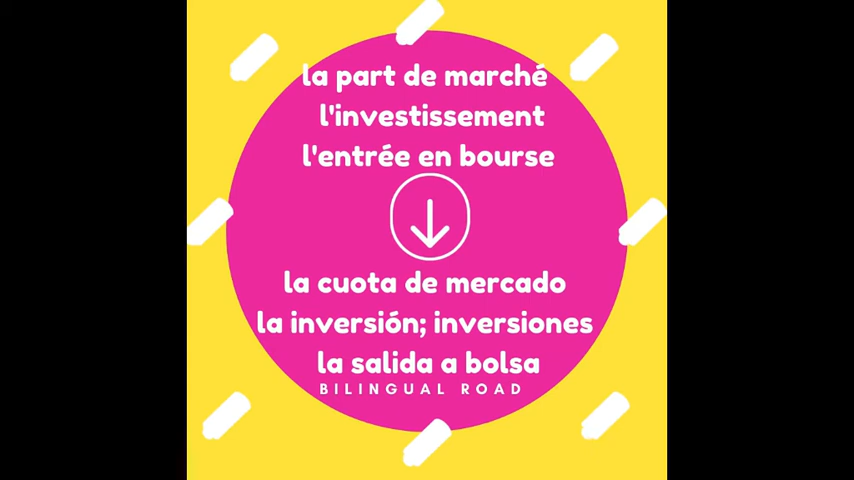 la part de marché
l'investissement
l'entrée en bourse
la cuota de mercado
la inversión; inversiones
la salida a bolsa
BILINGUAL ROAD